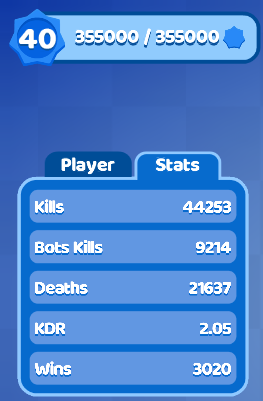 40 355000 / 355000
Player Stats
Kills 44253
Bots Kills 9214
Deaths 21637
KDR 2.05
Wins 3020